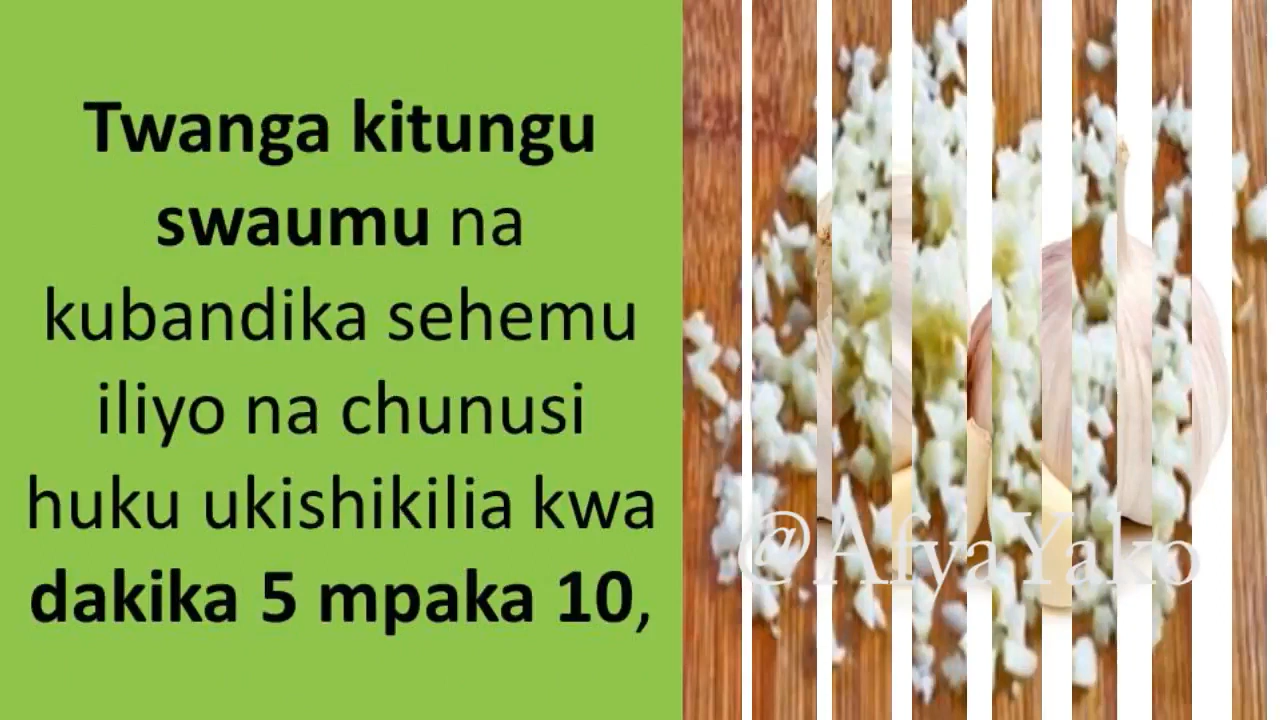 Twanga kitungu
swaumu na
kubandika sehemu
iliyo na chunusi
huku ukishikilia kwa
dakika 5 mpaka 10,
@AfyaYako